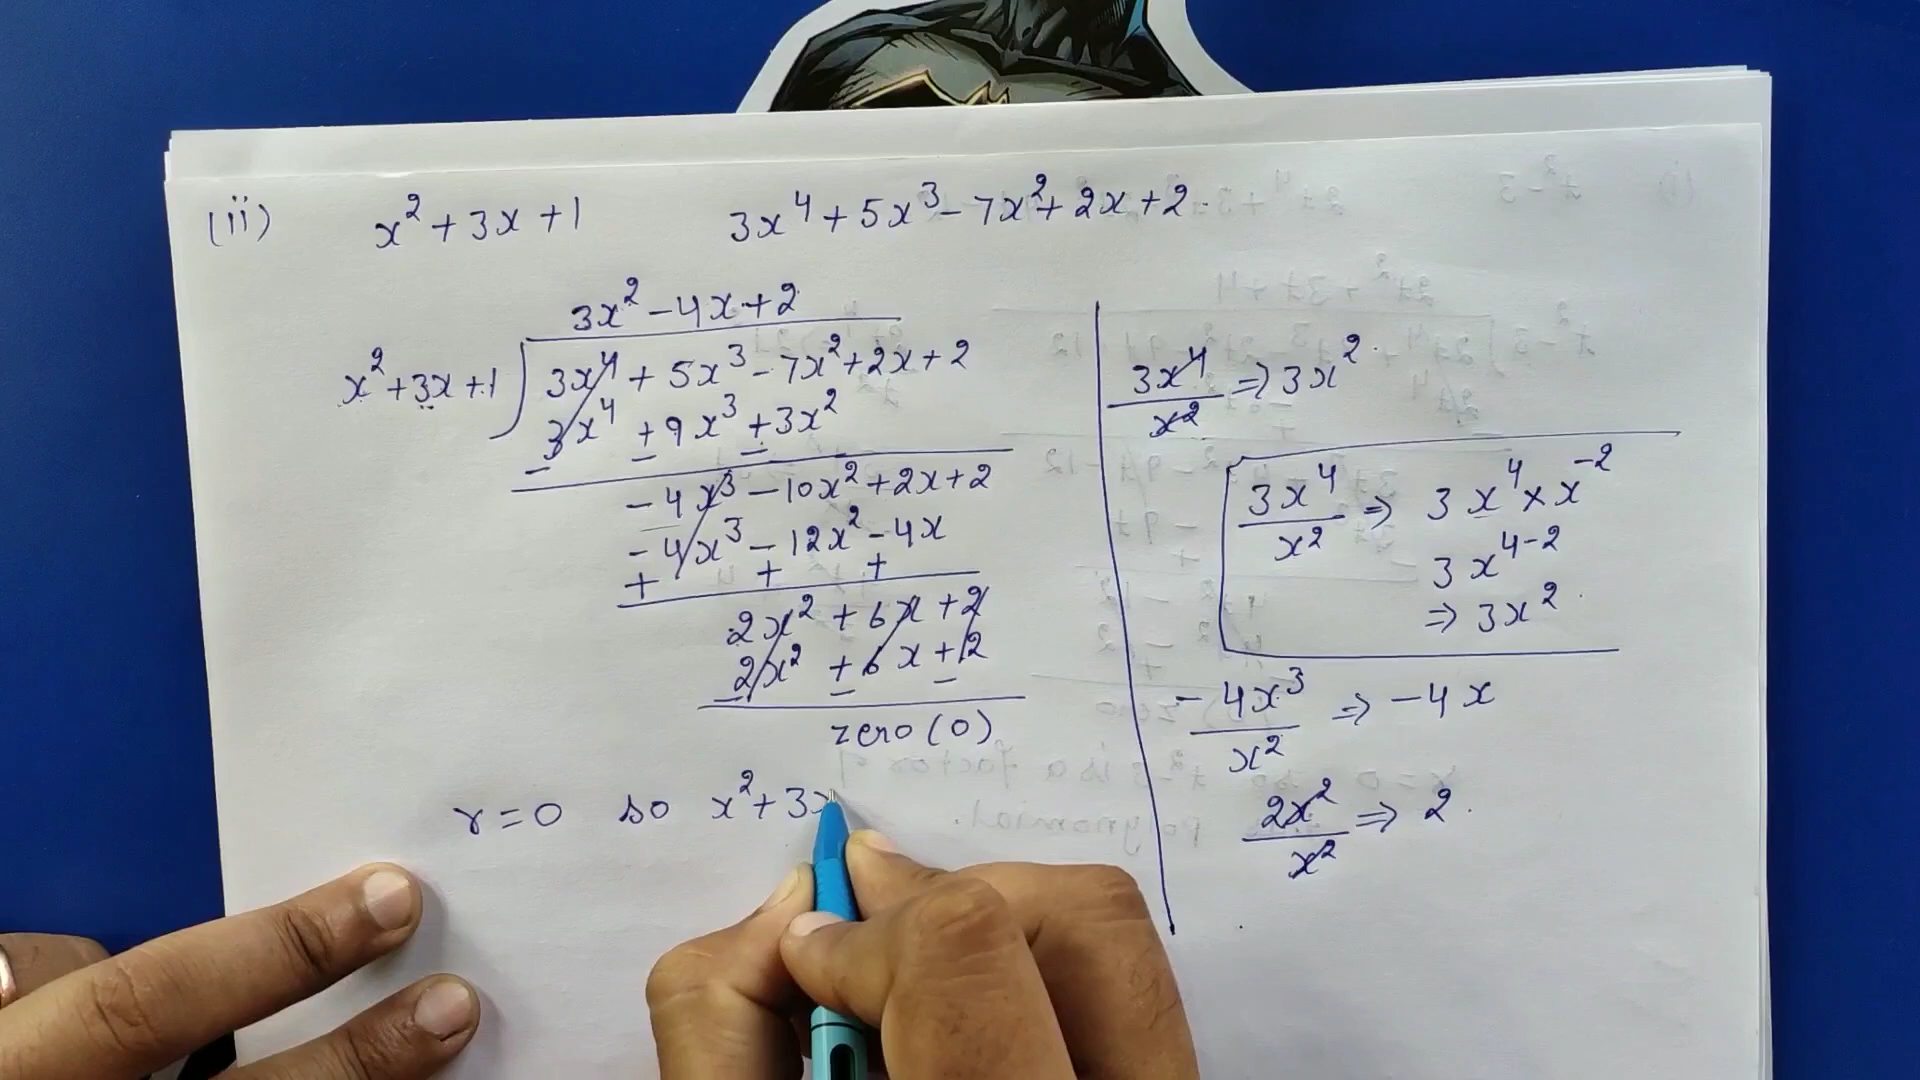 (ii) x² + 3x + 1 3x⁴ + 5x³ - 7x² + 2x + 2.
3x² - 4x + 2
x² + 3x + 1 ) 3x⁴ + 5x³ - 7x² + 2x + 2
3x⁴ + 9x³ + 3x²
- - -
- 4x³ - 10x² + 2x + 2
- 4x³ - 12x² - 4x
+ + +
2x² + 6x + 2
2x² + 6x + 2
- - -
zero (0)
r = 0 so x² + 3x
3x⁴/x² ⇒ 3x².
3x⁴/x² ⇒ 3x⁴ × x⁻²
3x⁴⁻²
⇒ 3x².
- 4x³/x² ⇒ - 4x
2x²/x² ⇒ 2.